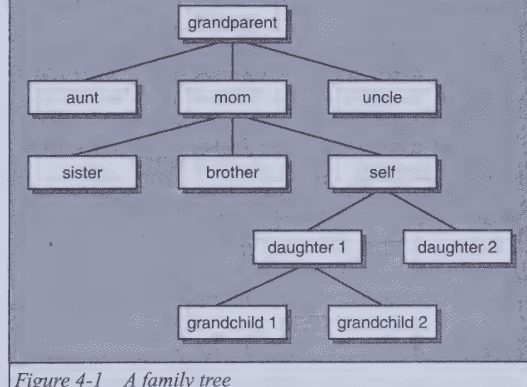 grandparent
aunt mom uncle
sister brother self
daughter 1 daughter 2
grandchild 1 grandchild 2
Figure 4-1 A family tree